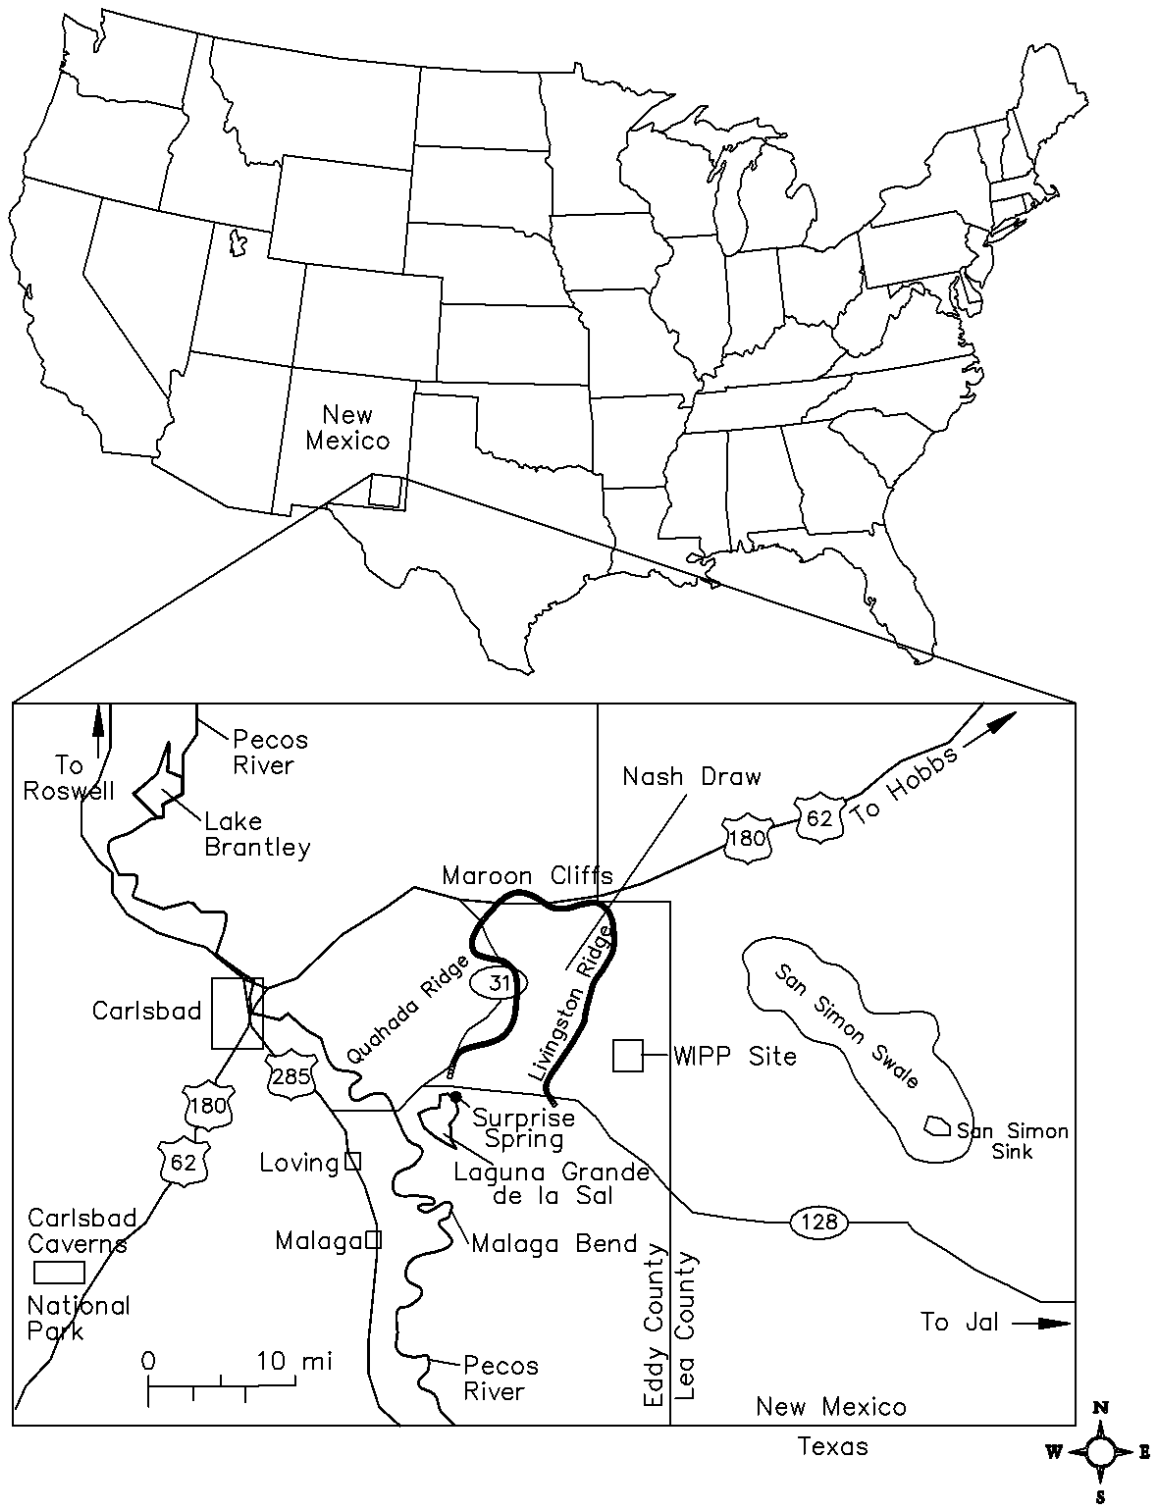 New
Mexico
Pecos
River
To
Roswell
Nash Draw
To Hobbs
62
180
Lake
Brantley
Maroon Cliffs
Quahada Ridge
31
Livingston Ridge
San Simon Swale
Carlsbad
WIPP Site
285
180
62
Surprise
Spring
San Simon
Sink
Loving
Laguna Grande
de la Sal
Carlsbad
Caverns
National
Park
Malaga
Malaga Bend
128
Eddy County
Lea County
To Jal
0 10 mi
Pecos
River
New Mexico
Texas
N
W E
S